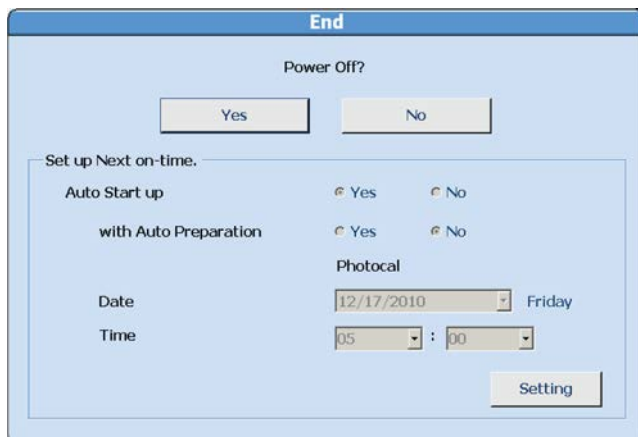 End
Power Off?
Yes No
Set up Next on-time.
Auto Start up Yes No
with Auto Preparation Yes No
Photocal
Date 12/17/2010 Friday
Time 05 : 00
Setting